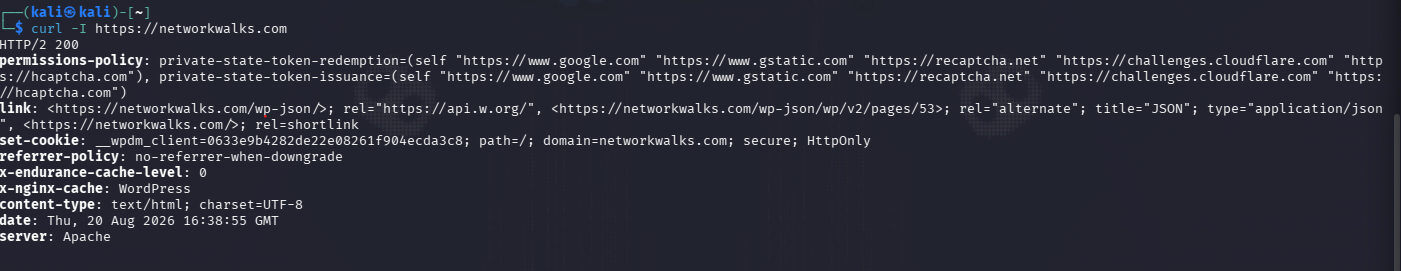 ┌──(kali㉿kali)-[~]
└─$ curl -I https://networkwalks.com
HTTP/2 200
permissions-policy: private-state-token-redemption=(self "https://www.google.com" "https://www.gstatic.com" "https://recaptcha.net" "https://challenges.cloudflare.com" "http
s://hcaptcha.com"), private-state-token-issuance=(self "https://www.google.com" "https://www.gstatic.com" "https://recaptcha.net" "https://challenges.cloudflare.com" "https:
//hcaptcha.com")
link: <https://networkwalks.com/wp-json/>; rel="https://api.w.org/", <https://networkwalks.com/wp-json/wp/v2/pages/53>; rel="alternate"; title="JSON"; type="application/json
", <https://networkwalks.com/>; rel=shortlink
set-cookie: __wpdm_client=0633e9b4282de22e08261f904ecda3c8; path=/; domain=networkwalks.com; secure; HttpOnly
referrer-policy: no-referrer-when-downgrade
x-endurance-cache-level: 0
x-nginx-cache: WordPress
content-type: text/html; charset=UTF-8
date: Thu, 20 Aug 2026 16:38:55 GMT
server: Apache